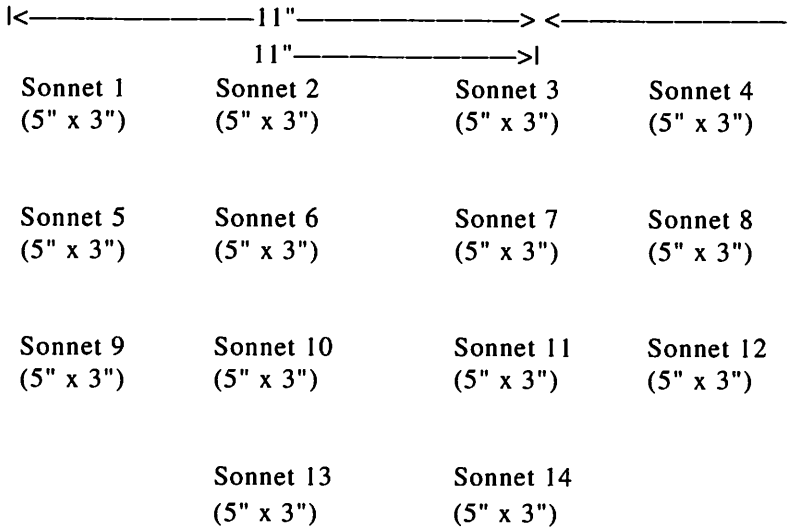 |<——————11"——————> <——————
11"——————>|
Sonnet 1 Sonnet 2 Sonnet 3 Sonnet 4
(5" x 3") (5" x 3") (5" x 3") (5" x 3")
Sonnet 5 Sonnet 6 Sonnet 7 Sonnet 8
(5" x 3") (5" x 3") (5" x 3") (5" x 3")
Sonnet 9 Sonnet 10 Sonnet 11 Sonnet 12
(5" x 3") (5" x 3") (5" x 3") (5" x 3")
Sonnet 13 Sonnet 14
(5" x 3") (5" x 3")